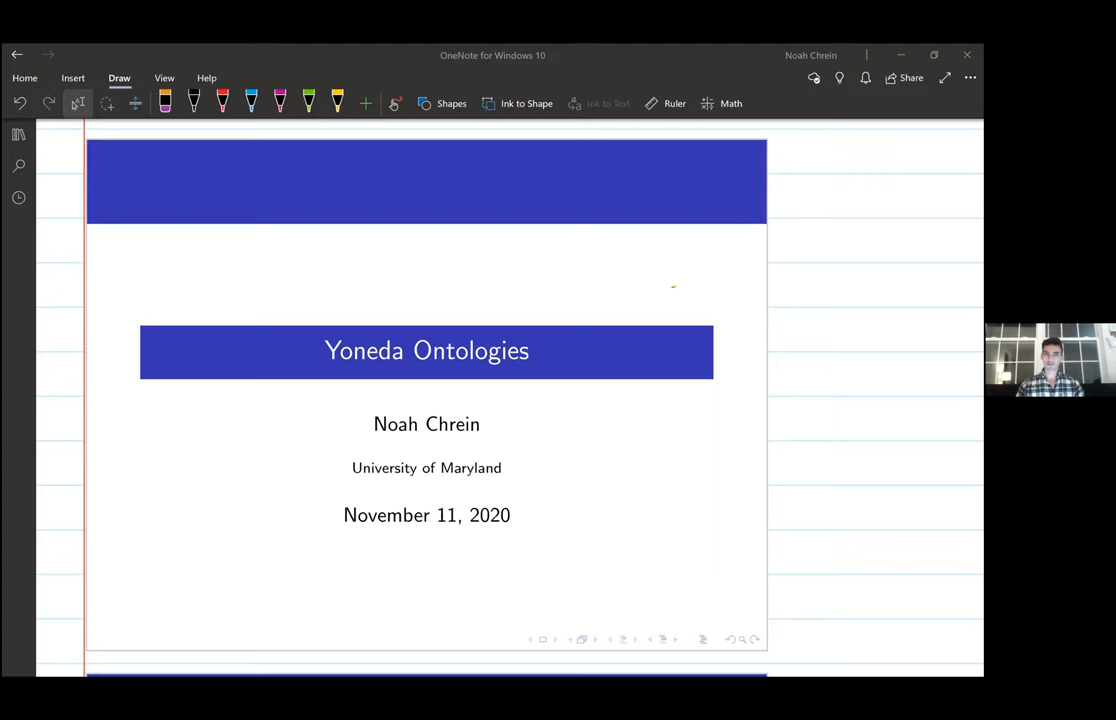 OneNote for Windows 10
Noah Chrein
Home Insert Draw View Help
Share
Shapes Ink to Shape Ink to Text Ruler Math
Yoneda Ontologies
Noah Chrein
University of Maryland
November 11, 2020